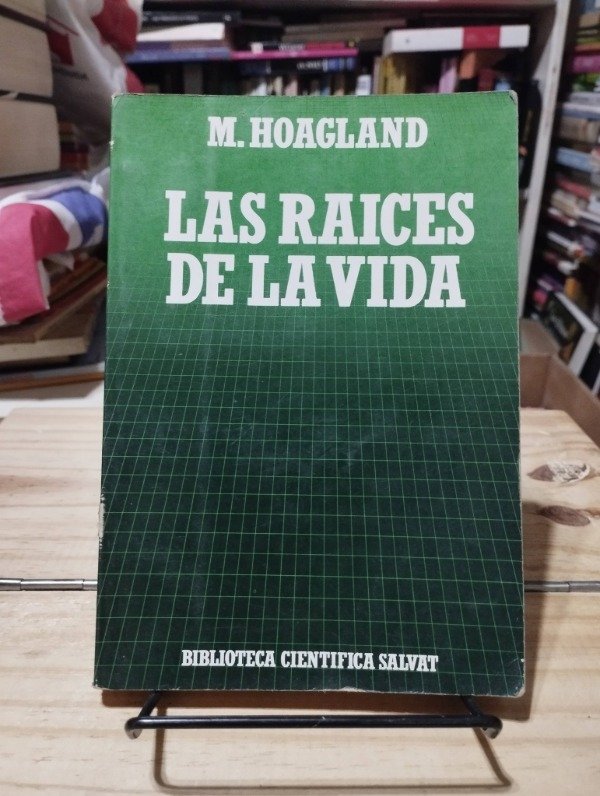 M. HOAGLAND
LAS RAICES
DE LA VIDA
BIBLIOTECA CIENTIFICA SALVAT